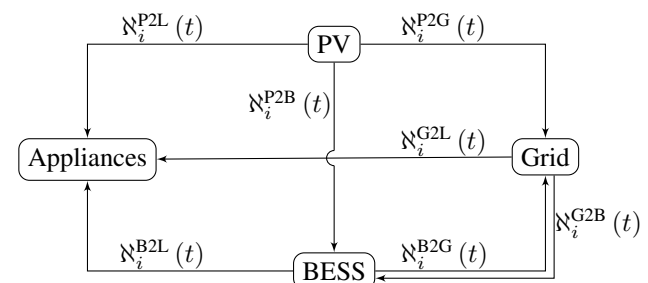 ℵ_i^{P2L} (t) PV ℵ_i^{P2G} (t)
ℵ_i^{P2B} (t)
ℵ_i^{G2L} (t)
Appliances Grid
ℵ_i^{G2B} (t)
ℵ_i^{B2L} (t) ℵ_i^{B2G} (t)
BESS